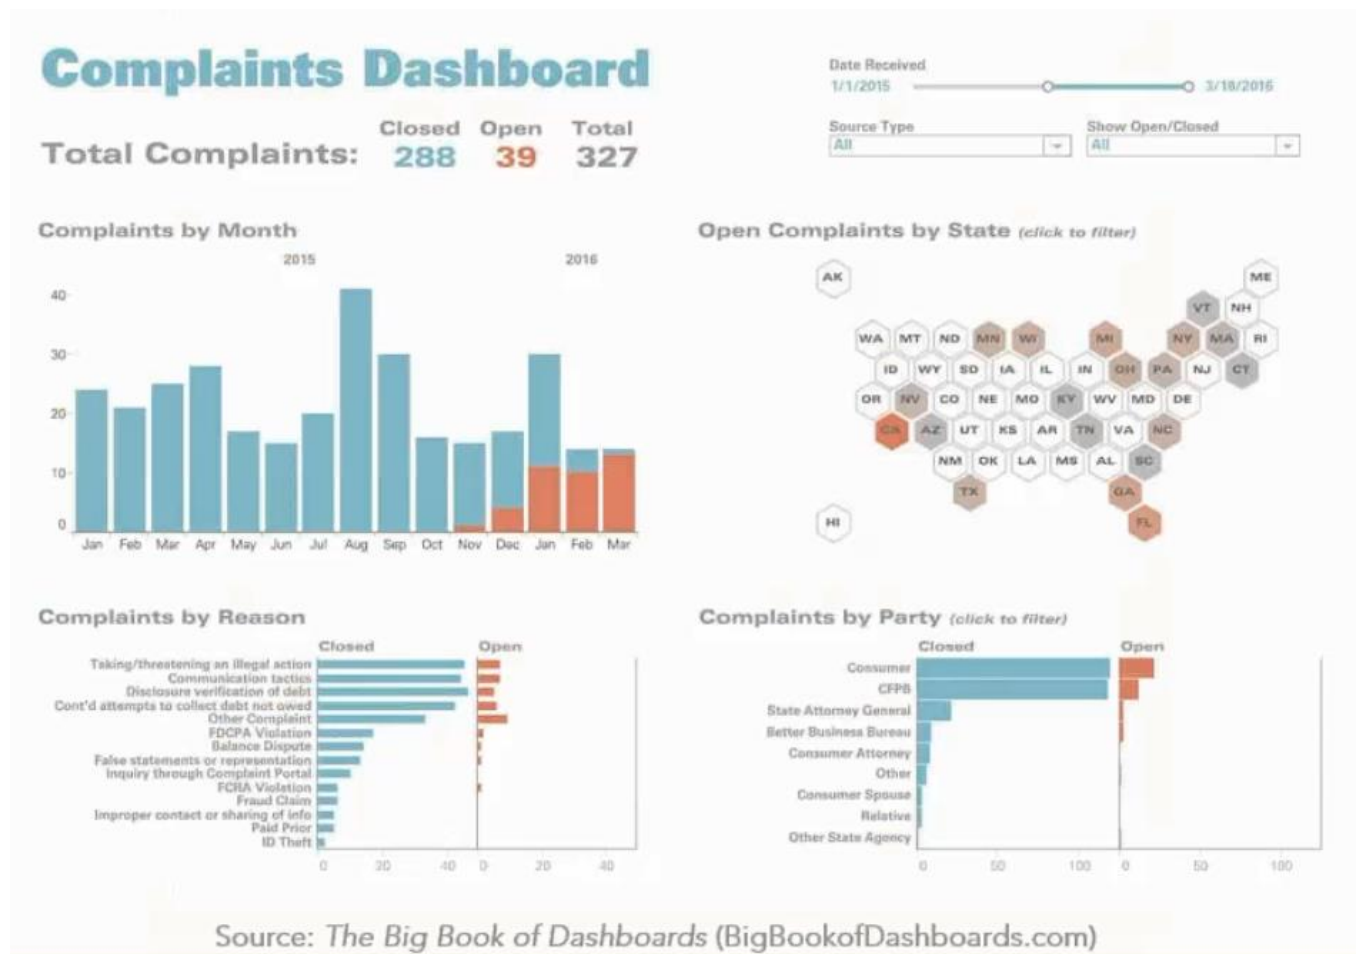 Complaints Dashboard
Closed Open Total
Total Complaints: 288 39 327
Date Received
1/1/2015 3/18/2016
Source Type Show Open/Closed
All All
Complaints by Month
2015 2016
40
30
20
10
0
Jan Feb Mar Apr May Jun Jul Aug Sep Oct Nov Dec Jan Feb Mar
Open Complaints by State (click to filter)
AK ME
VT NH
WA MT ND MN WI MI NY MA RI
ID WY SD IA IL IN OH PA NJ CT
OR NV CO NE MO KY WV MD DE
CA AZ UT KS AR TN VA NC
NM OK LA MS AL SC
TX GA
HI FL
Complaints by Reason
Closed Open
Taking/threatening an illegal action
Communication tactics
Disclosure verification of debt
Cont'd attempts to collect debt not owed
Other Complaint
FDCPA Violation
Balance Dispute
False statements or representation
Inquiry through Complaint Portal
FCRA Violation
Fraud Claim
Improper contact or sharing of info
Paid Prior
ID Theft
0 20 40 0 20 40
Complaints by Party (click to filter)
Closed Open
Consumer
CFPB
State Attorney General
Better Business Bureau
Consumer Attorney
Other
Consumer Spouse
Relative
Other State Agency
0 50 100 0 50 100
Source: The Big Book of Dashboards (BigBookofDashboards.com)